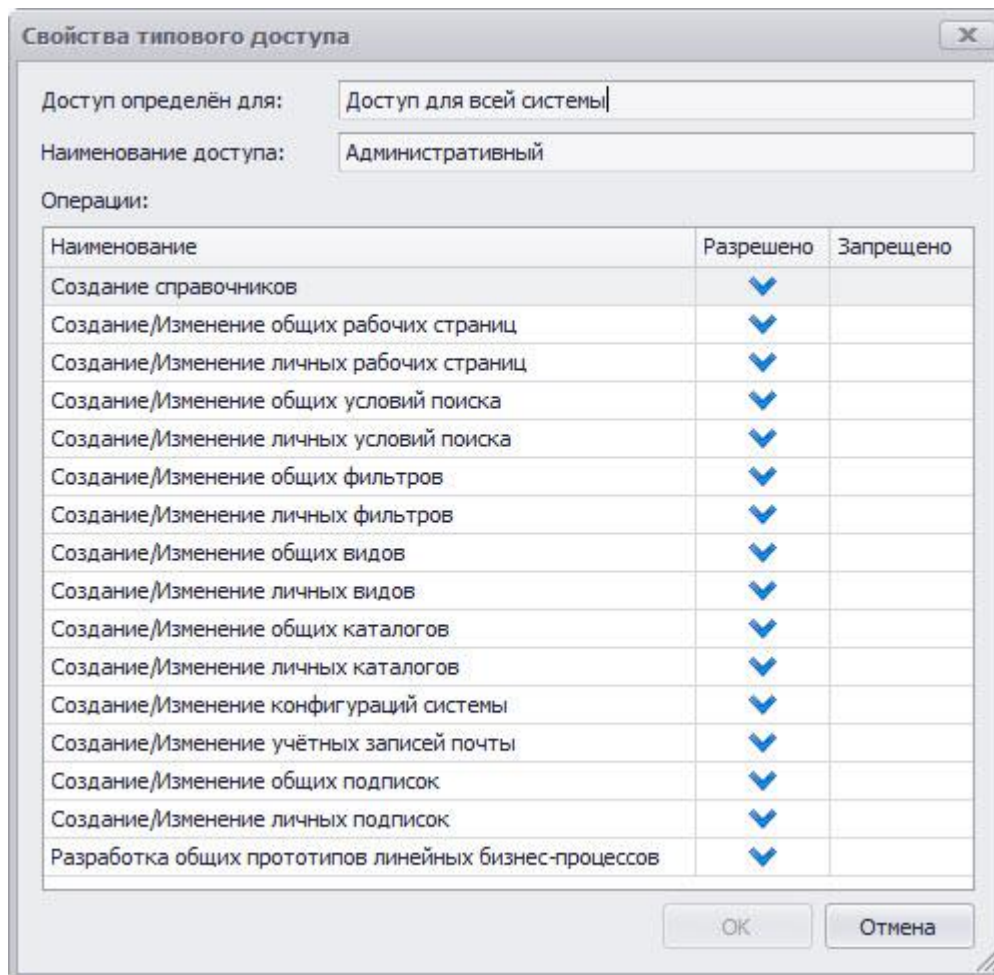 Свойства типового доступа
Доступ определён для: Доступ для всей системы
Наименование доступа: Административный
Операции:
Наименование Разрешено Запрещено
Создание справочников
Создание/Изменение общих рабочих страниц
Создание/Изменение личных рабочих страниц
Создание/Изменение общих условий поиска
Создание/Изменение личных условий поиска
Создание/Изменение общих фильтров
Создание/Изменение личных фильтров
Создание/Изменение общих видов
Создание/Изменение личных видов
Создание/Изменение общих каталогов
Создание/Изменение личных каталогов
Создание/Изменение конфигураций системы
Создание/Изменение учётных записей почты
Создание/Изменение общих подписок
Создание/Изменение личных подписок
Разработка общих прототипов линейных бизнес-процессов
OK Отмена